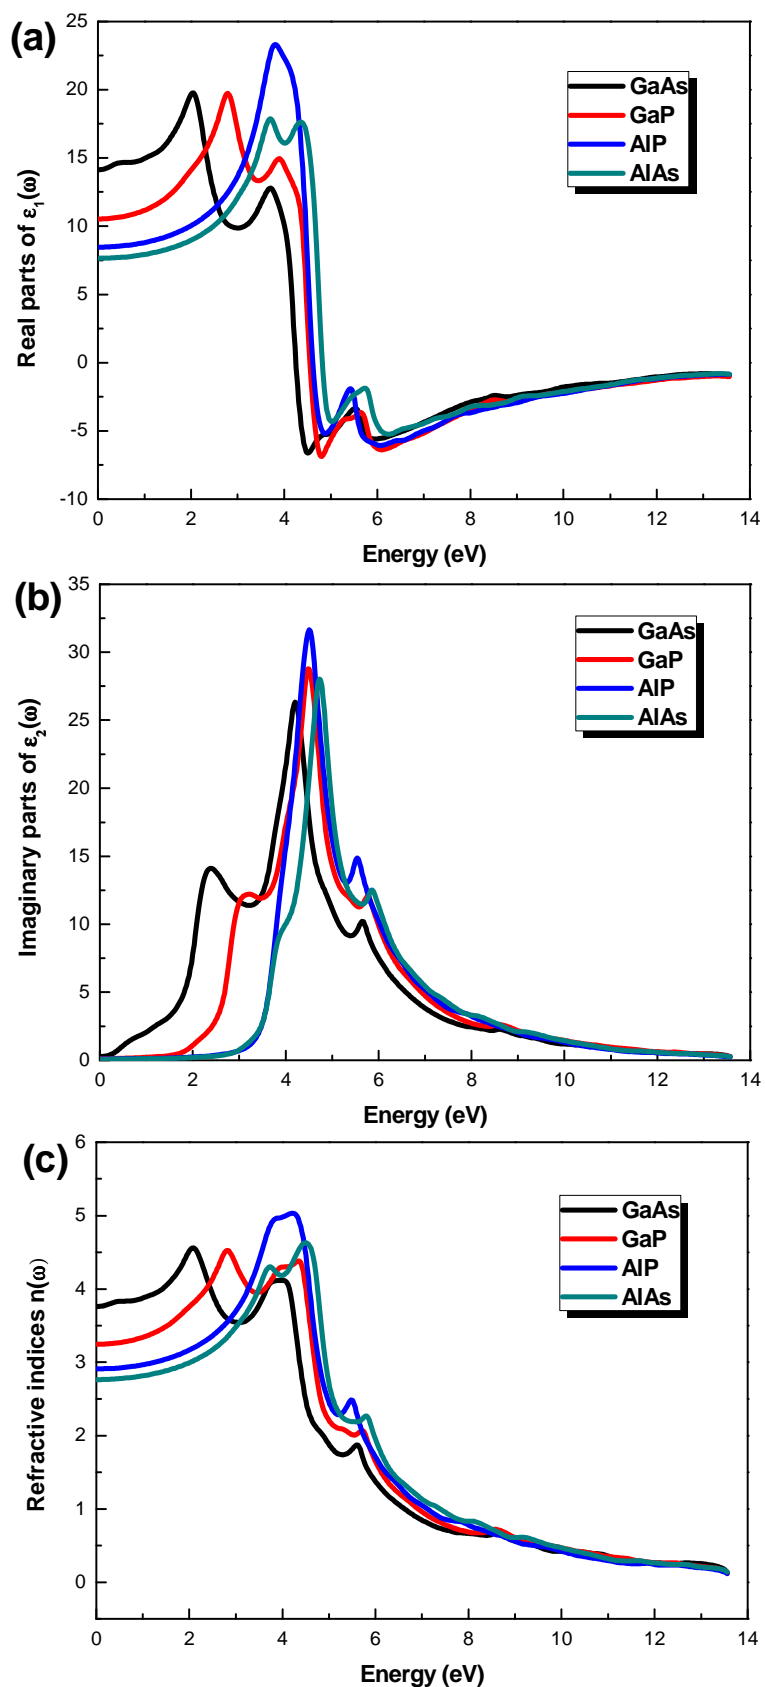 (a)
25
20
15
10
5
0
-5
-10
Real parts of ε1(ω)
GaAs
GaP
AlP
AlAs
0 2 4 6 8 10 12 14
Energy (eV)
(b)
35
30
25
20
15
10
5
0
Imaginary parts of ε2(ω)
GaAs
GaP
AlP
AlAs
0 2 4 6 8 10 12 14
Energy (eV)
(c)
6
5
4
3
2
1
0
Refractive indices n(ω)
GaAs
GaP
AlP
AlAs
0 2 4 6 8 10 12 14
Energy (eV)